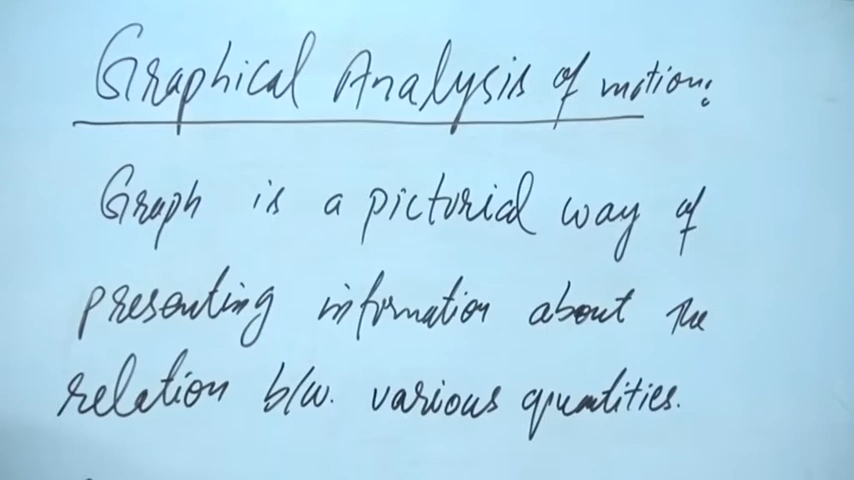 Graphical Analysis of motion:
Graph is a pictorial way of
presenting information about the
relation b/w. various quantities.